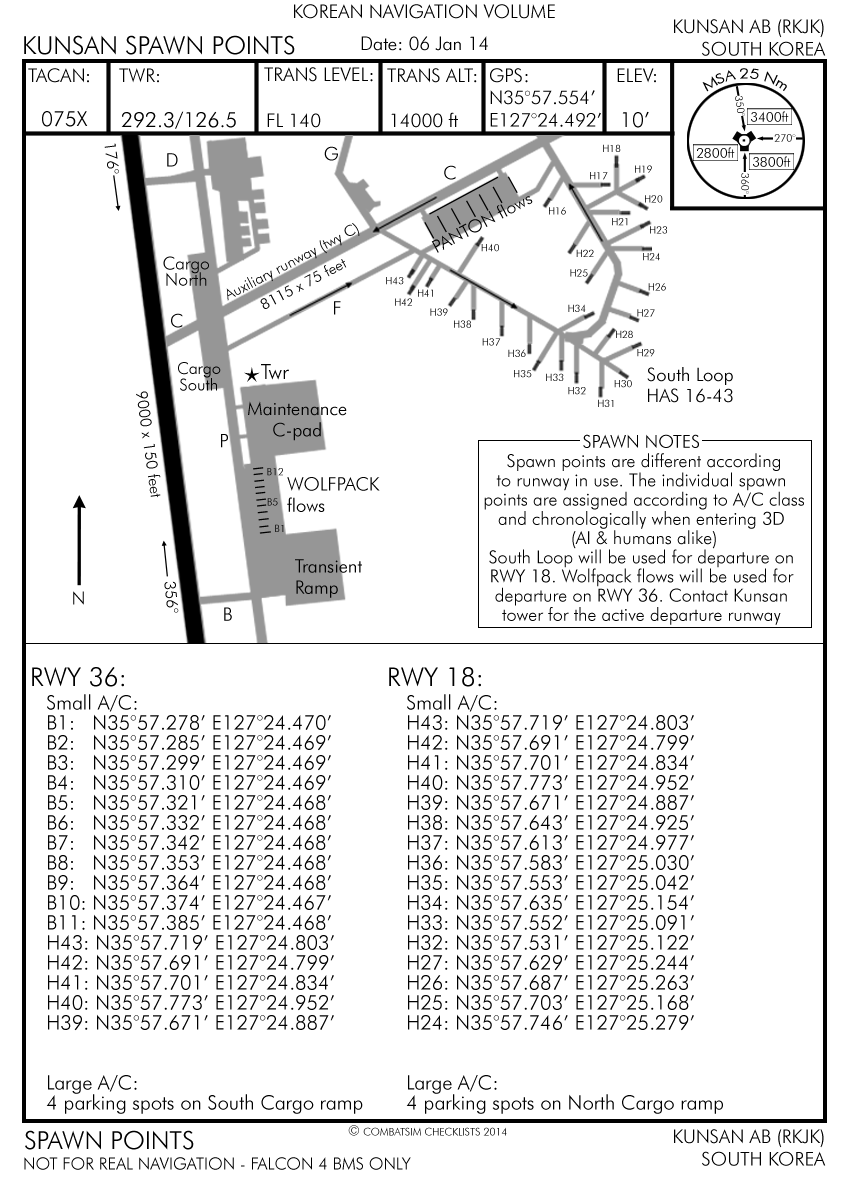 KOREAN NAVIGATION VOLUME
KUNSAN SPAWN POINTS
Date: 06 Jan 14
KUNSAN AB (RKJK)
SOUTH KOREA
TACAN:
075X
TWR:
292.3/126.5
TRANS LEVEL:
FL 140
TRANS ALT:
14000 ft
GPS:
N35°57.554′
E127°24.492′
ELEV:
10′
MSA 25 Nm
350°
3400ft
270°
2800ft
3800ft
360°
176°
D
G
C
H18
H17
H19
H20
H16
H21
PANTON flows
H23
H22
H24
H40
Auxiliary runway (twy C)
8115 x 75 feet
Cargo
North
H43
H42
H41
H25
H26
H39
H38
F
H34
H27
C
H37
H28
H36
H29
Cargo
South
Twr
H35
H33
H32
H30
H31
South Loop
HAS 16-43
9000 x 150 feet
Maintenance
C-pad
P
B12
B5
B1
WOLFPACK
flows
N
356°
Transient
Ramp
B
SPAWN NOTES
Spawn points are different according
to runway in use. The individual spawn
points are assigned according to A/C class
and chronologically when entering 3D
(AI & humans alike)
South Loop will be used for departure on
RWY 18. Wolfpack flows will be used for
departure on RWY 36. Contact Kunsan
tower for the active departure runway
RWY 36:
Small A/C:
B1: N35°57.278′ E127°24.470′
B2: N35°57.285′ E127°24.469′
B3: N35°57.299′ E127°24.469′
B4: N35°57.310′ E127°24.469′
B5: N35°57.321′ E127°24.468′
B6: N35°57.332′ E127°24.468′
B7: N35°57.342′ E127°24.468′
B8: N35°57.353′ E127°24.468′
B9: N35°57.364′ E127°24.468′
B10: N35°57.374′ E127°24.467′
B11: N35°57.385′ E127°24.468′
H43: N35°57.719′ E127°24.803′
H42: N35°57.691′ E127°24.799′
H41: N35°57.701′ E127°24.834′
H40: N35°57.773′ E127°24.952′
H39: N35°57.671′ E127°24.887′
Large A/C:
4 parking spots on South Cargo ramp
RWY 18:
Small A/C:
H43: N35°57.719′ E127°24.803′
H42: N35°57.691′ E127°24.799′
H41: N35°57.701′ E127°24.834′
H40: N35°57.773′ E127°24.952′
H39: N35°57.671′ E127°24.887′
H38: N35°57.643′ E127°24.925′
H37: N35°57.613′ E127°24.977′
H36: N35°57.583′ E127°25.030′
H35: N35°57.553′ E127°25.042′
H34: N35°57.635′ E127°25.154′
H33: N35°57.552′ E127°25.091′
H32: N35°57.531′ E127°25.122′
H27: N35°57.629′ E127°25.244′
H26: N35°57.687′ E127°25.263′
H25: N35°57.703′ E127°25.168′
H24: N35°57.746′ E127°25.279′
Large A/C:
4 parking spots on North Cargo ramp
SPAWN POINTS
NOT FOR REAL NAVIGATION - FALCON 4 BMS ONLY
© COMBATSIM CHECKLISTS 2014
KUNSAN AB (RKJK)
SOUTH KOREA